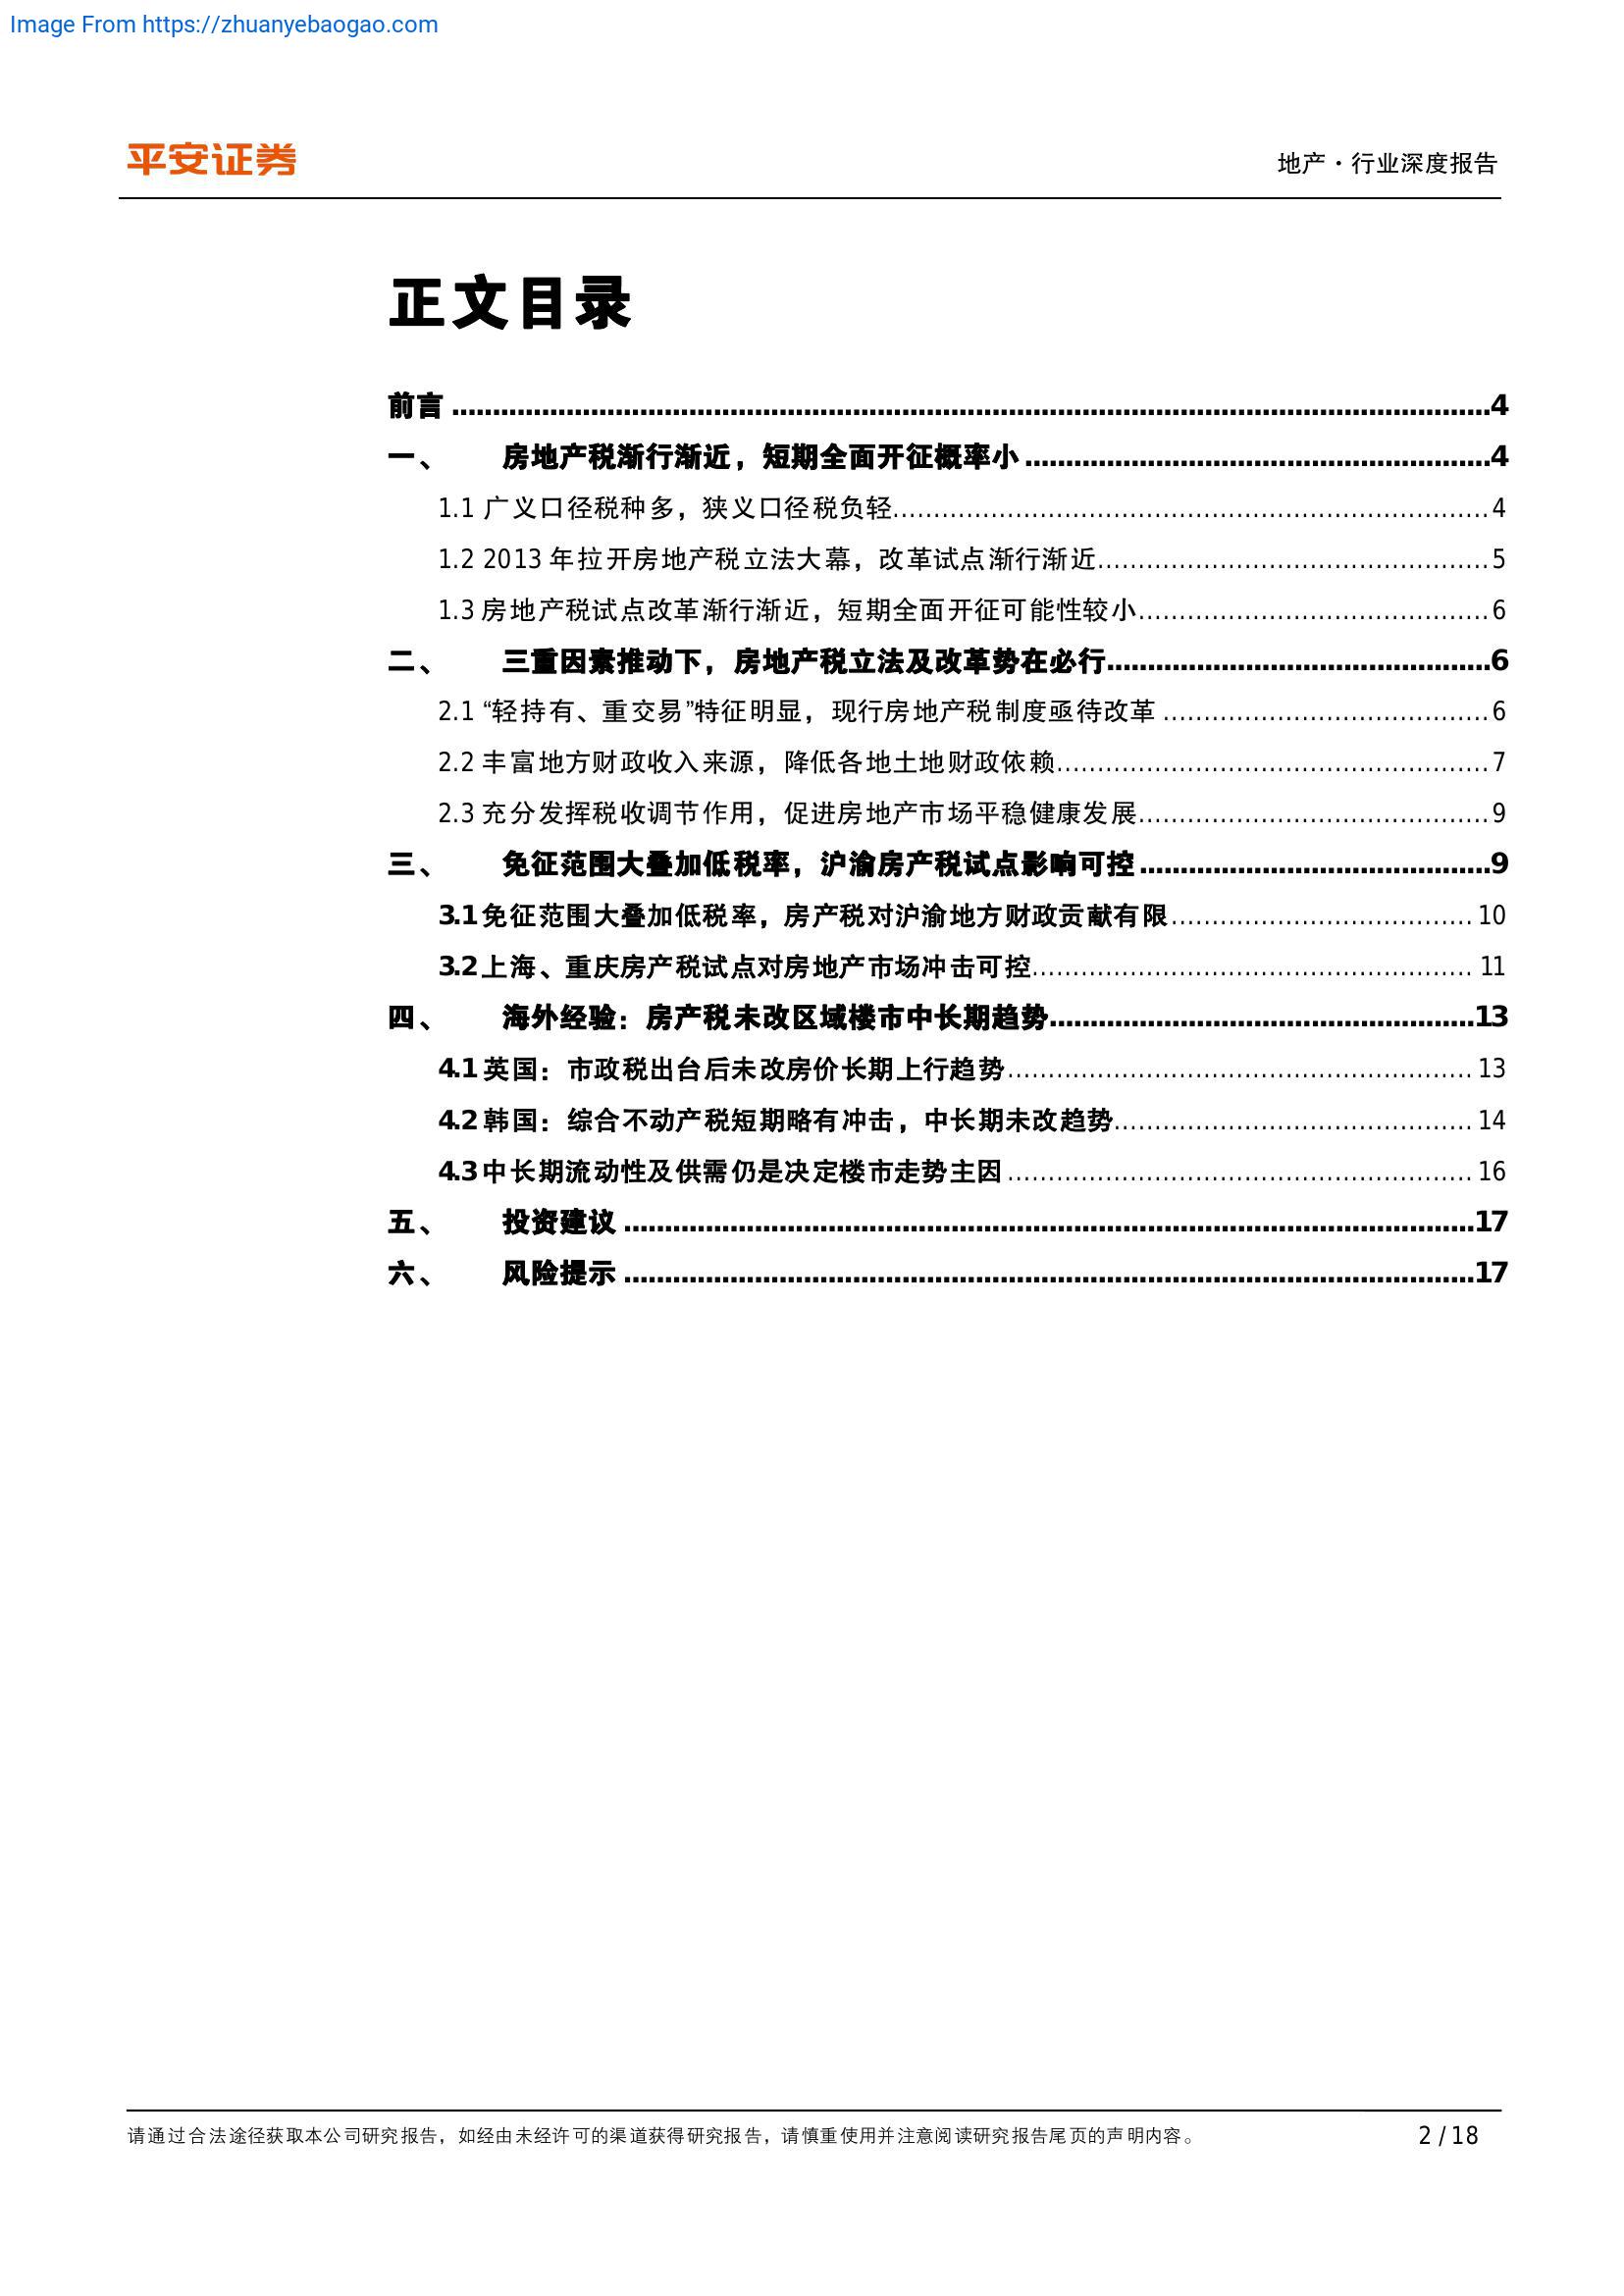 Image From https://zhuanyebaogao.com
平安证券
地产·行业深度报告
正文目录
前言........................................................................4
一、 房地产税渐行渐近，短期全面开征概率小........................................................................4
1.1 广义口径税种多，狭义口径税负轻........................................................................4
1.2 2013 年拉开房地产税立法大幕，改革试点渐行渐近........................................................................5
1.3 房地产税试点改革渐行渐近，短期全面开征可能性较小........................................................................6
二、 三重因素推动下，房地产税立法及改革势在必行........................................................................6
2.1 “轻持有、重交易”特征明显，现行房地产税制度亟待改革........................................................................6
2.2 丰富地方财政收入来源，降低各地土地财政依赖........................................................................7
2.3 充分发挥税收调节作用，促进房地产市场平稳健康发展........................................................................9
三、 免征范围大叠加低税率，沪渝房产税试点影响可控........................................................................9
3.1 免征范围大叠加低税率，房产税对沪渝地方财政贡献有限........................................................................10
3.2 上海、重庆房产税试点对房地产市场冲击可控........................................................................11
四、 海外经验：房产税未改区域楼市中长期趋势........................................................................13
4.1 英国：市政税出台后未改房价长期上行趋势........................................................................13
4.2 韩国：综合不动产税短期略有冲击，中长期未改趋势........................................................................14
4.3 中长期流动性及供需仍是决定楼市走势主因........................................................................16
五、 投资建议........................................................................17
六、 风险提示........................................................................17
请通过合法途径获取本公司研究报告，如经由未经许可的渠道获得研究报告，请慎重使用并注意阅读研究报告尾页的声明内容。
2 / 18